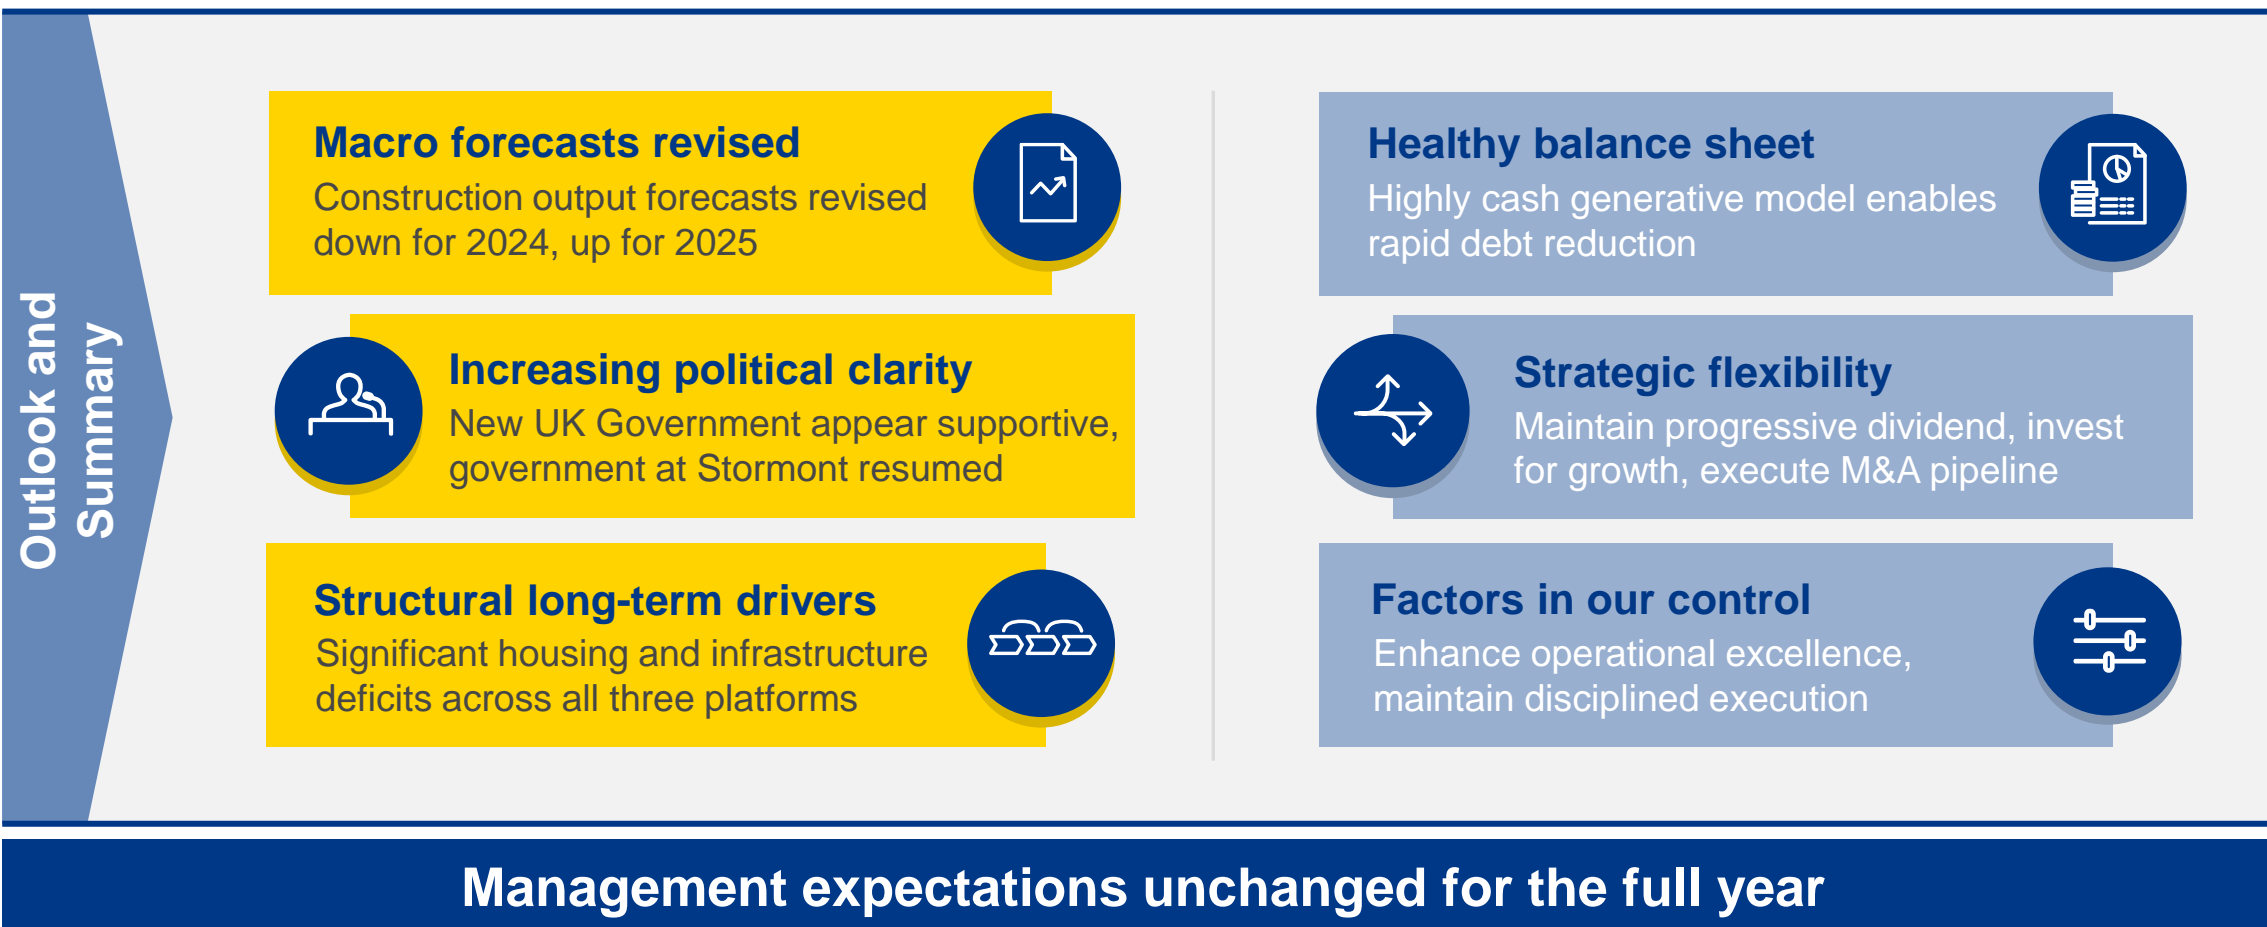 Outlook and
Summary
Macro forecasts revised
Construction output forecasts revised
down for 2024, up for 2025
Increasing political clarity
New UK Government appear supportive,
government at Stormont resumed
Structural long-term drivers
Significant housing and infrastructure
deficits across all three platforms
Healthy balance sheet
Highly cash generative model enables
rapid debt reduction
Strategic flexibility
Maintain progressive dividend, invest
for growth, execute M&A pipeline
Factors in our control
Enhance operational excellence,
maintain disciplined execution
Management expectations unchanged for the full year